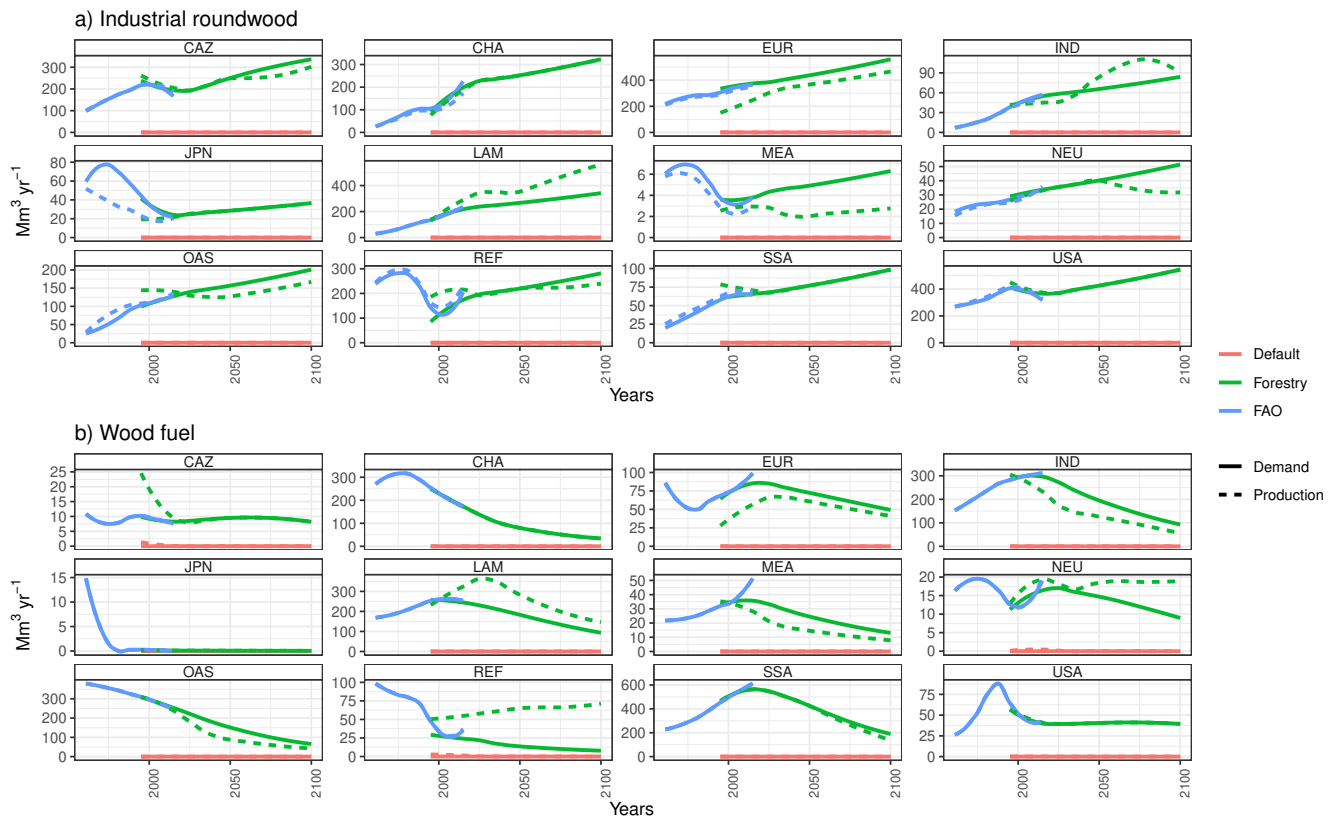 a) Industrial roundwood
CAZ CHA EUR IND
300 200 100 0
300 200 100 0
400 200 0
90 60 30 0
JPN LAM MEA NEU
80 60 40 20 0
400 200 0
6 4 2 0
50 40 30 20 10 0
OAS REF SSA USA
200 150 100 50 0
300 200 100 0
100 75 50 25 0
400 200 0
Mm³ yr⁻¹
2000 2050 2100 2000 2050 2100 2000 2050 2100 2000 2050 2100
Years
Default
Forestry
FAO
Demand
Production
b) Wood fuel
CAZ CHA EUR IND
25 20 15 10 5 0
300 200 100 0
100 75 50 25 0
300 200 100 0
JPN LAM MEA NEU
15 10 5 0
300 200 100 0
50 40 30 20 10 0
20 15 10 5 0
OAS REF SSA USA
300 200 100 0
100 75 50 25 0
600 400 200 0
75 50 25 0
Mm³ yr⁻¹
2000 2050 2100 2000 2050 2100 2000 2050 2100 2000 2050 2100
Years